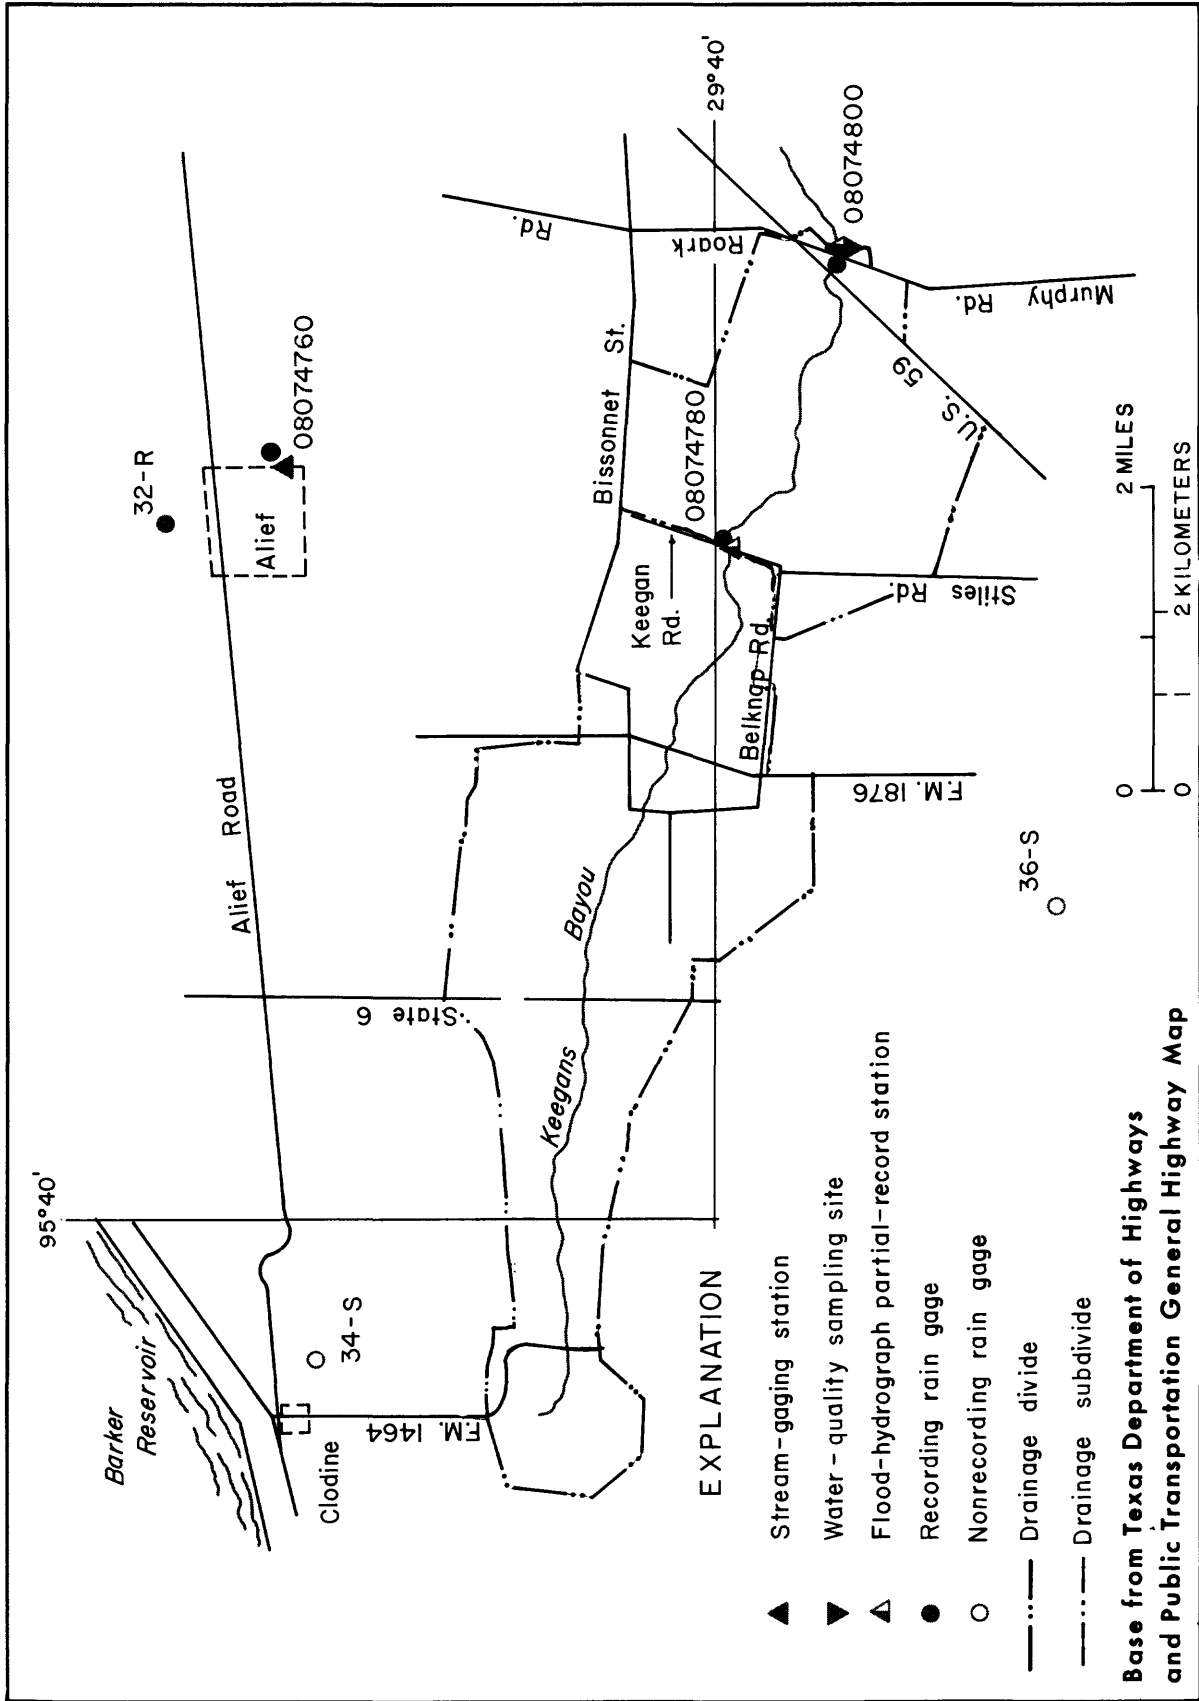 95°40'
Barker
Reservoir
Clodine
34-S
F.M. 1464
Alief Road
State 6
Keegans Bayou
32-R
Alief
08074760
Bissonnet St.
Keegan
Rd.
Belknap Rd.
F.M. 1876
36-S
08074780
Stiles Rd.
Roark Rd.
U.S. 59
Murphy Rd.
08074800
29°40'
0 2 MILES
0 1 2 KILOMETERS
EXPLANATION
Stream-gaging station
Water-quality sampling site
Flood-hydrograph partial-record station
Recording rain gage
Nonrecording rain gage
Drainage divide
Drainage subdivide
Base from Texas Department of Highways
and Public Transportation General Highway Map